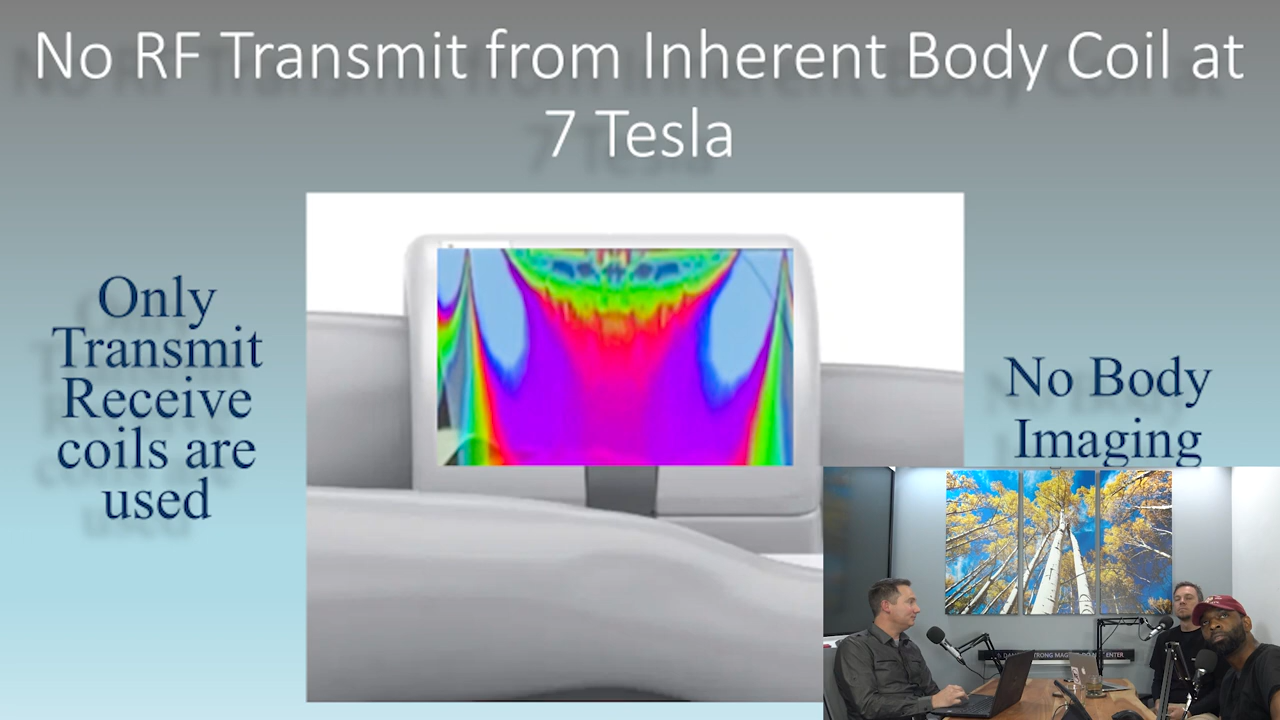 No RF Transmit from Inherent Body Coil at
7 Tesla
Only
Transmit
Receive
coils are
used
No Body
Imaging